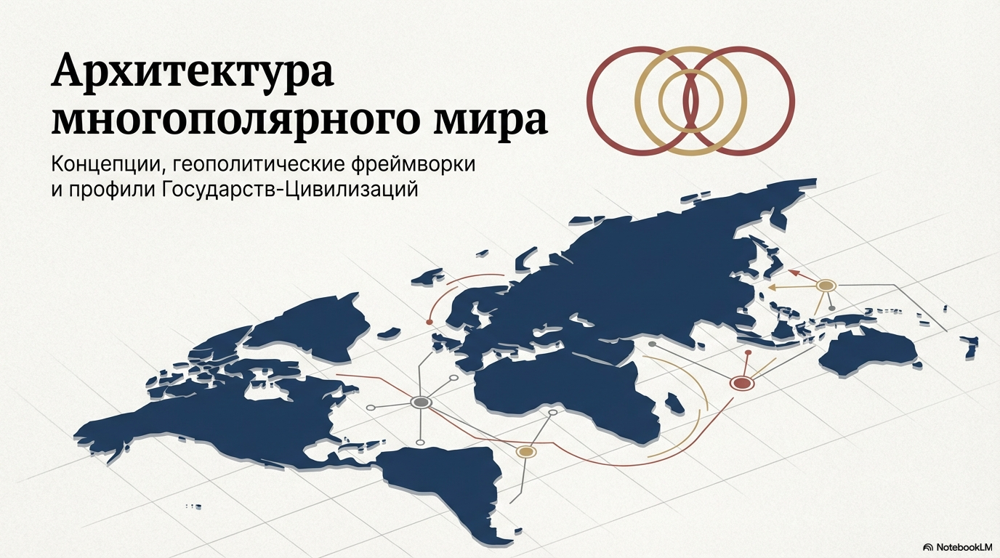 Архитектура
многополярного мира
Концепции, геополитические фреймворки
и профили Государств-Цивилизаций
NotebookLM